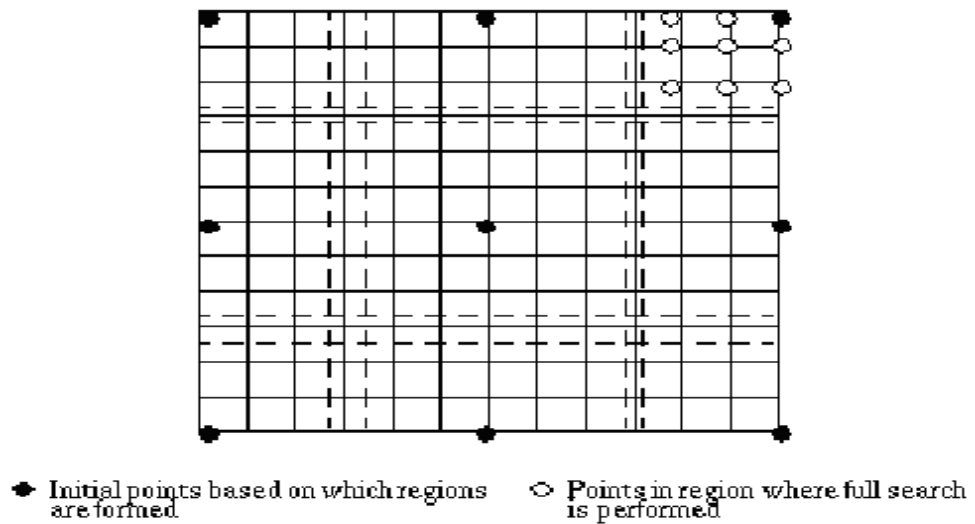 Initial points based on which regions
are formed
Points in region where full search
is performed